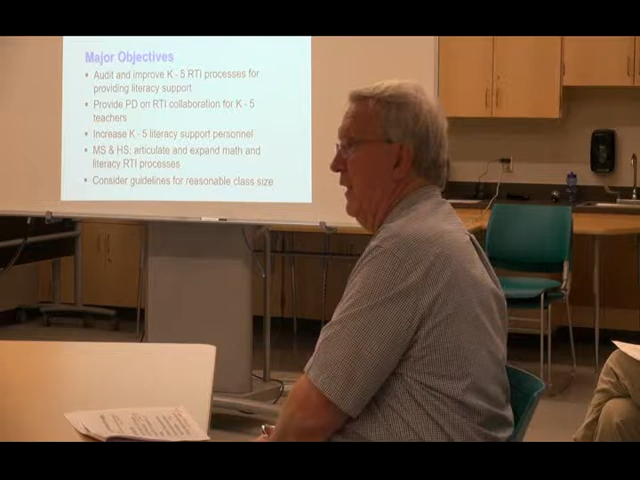 Major Objectives
• Audit and improve K - 5 RTI processes for
providing literacy support
• Provide PD on RTI collaboration for K - 5
teachers
• Increase K - 5 literacy support personnel
• MS & HS: articulate and expand math and
literacy RTI processes
• Consider guidelines for reasonable class size